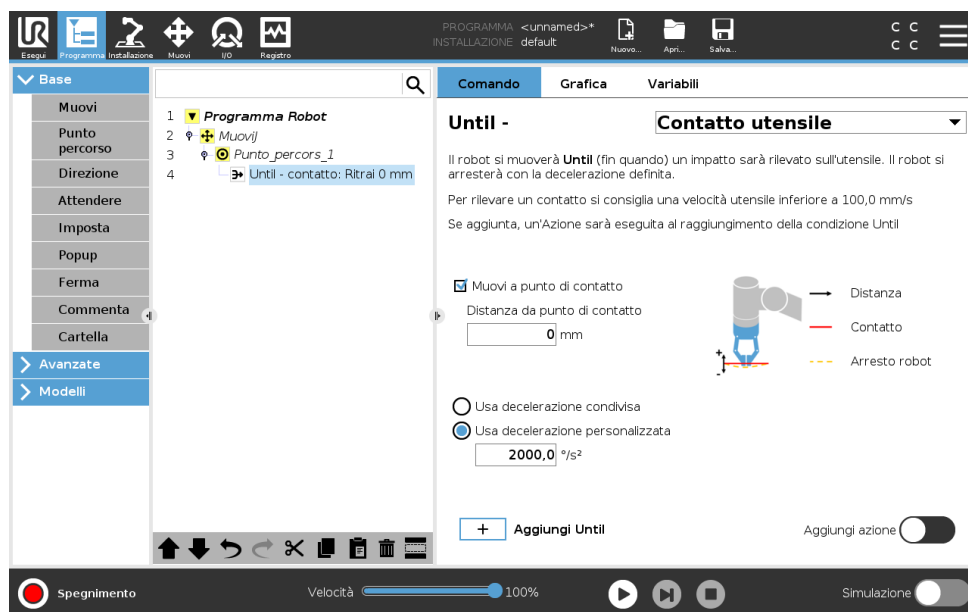 PROGRAMMA <unnamed>*
INSTALLAZIONE default
UR
Esegui
Programma
Installazione
Muovi
I/O
Registro
Nuovo...
Apri...
Salva...
C C
C C
Base
Muovi
Punto
percorso
Direzione
Attendere
Imposta
Popup
Ferma
Commenta
Cartella
Avanzate
Modelli
1 Programma Robot
2 MuoviJ
3 Punto_percors_1
4 Until - contatto: Ritrai 0 mm
Comando
Grafica
Variabili
Until - Contatto utensile
Il robot si muoverà Until (fin quando) un impatto sarà rilevato sull'utensile. Il robot si
arresterà con la decelerazione definita.
Per rilevare un contatto si consiglia una velocità utensile inferiore a 100,0 mm/s
Se aggiunta, un'Azione sarà eseguita al raggiungimento della condizione Until
Muovi a punto di contatto
Distanza da punto di contatto
0 mm
+
-
Distanza
Contatto
Arresto robot
Usa decelerazione condivisa
Usa decelerazione personalizzata
2000,0 °/s²
+ Aggiungi Until
Aggiungi azione
Spegnimento
Velocità 100%
Simulazione